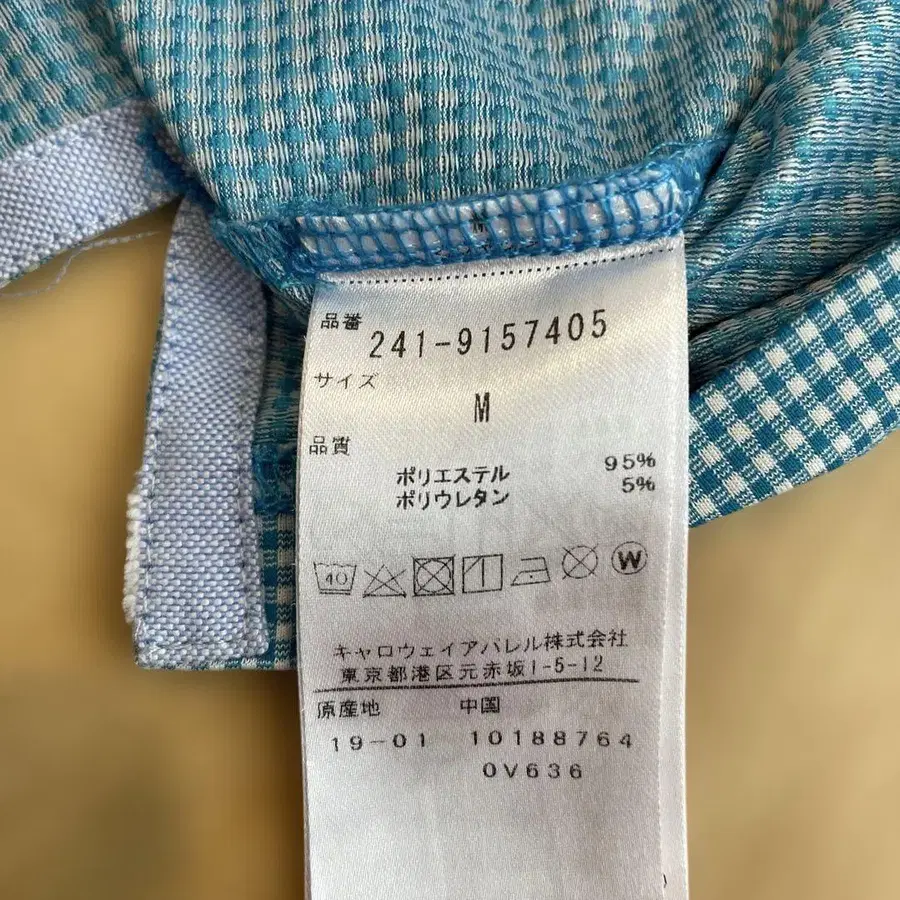 M
品番
241-9157405
サイズ
M
品質
ポリエステル 95%
ポリウレタン 5%
40
W
キャロウェイアパレル株式会社
東京都港区元赤坂1-5-12
原産地 中国
19-01 10188764
0V636